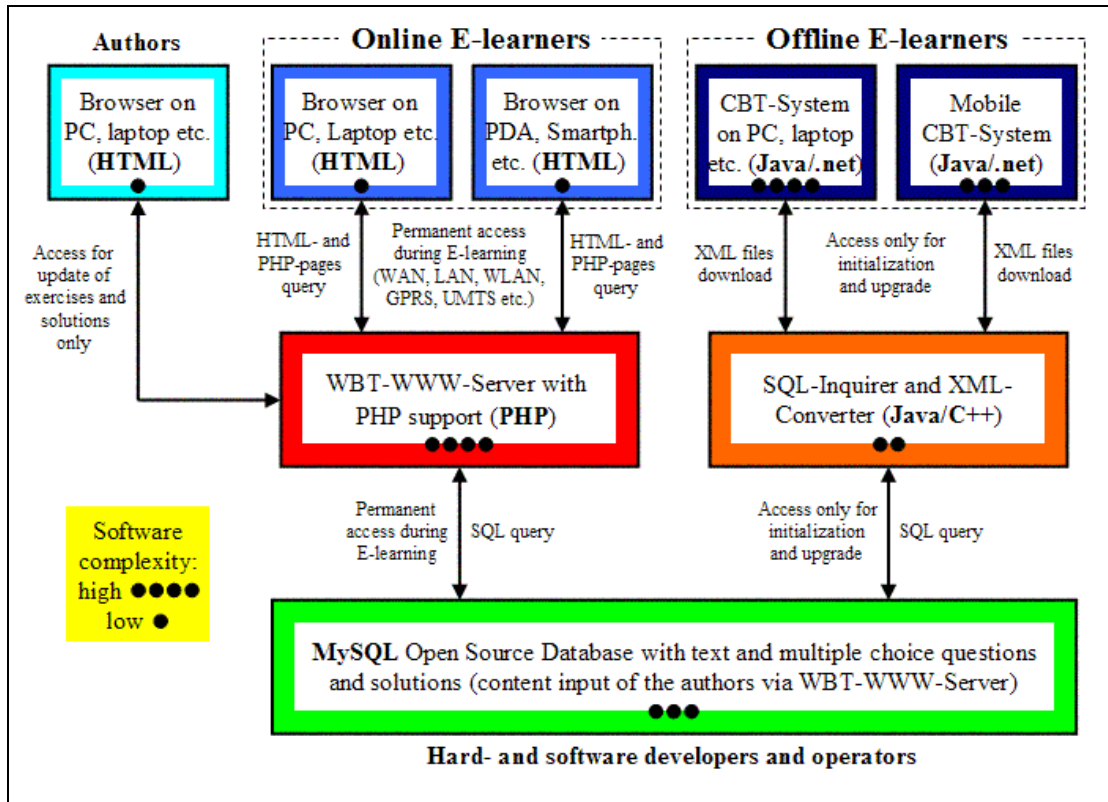 Authors
Online E-learners
Offline E-learners
Browser on
PC, laptop etc.
(HTML)
Browser on
PC, Laptop etc.
(HTML)
Browser on
PDA, Smartph.
etc. (HTML)
CBT-System
on PC, laptop
etc. (Java/.net)
Mobile
CBT-System
(Java/.net)
Access for
update of
exercises and
solutions
only
HTML- and
PHP-pages
query
Permanent access
during E-learning
(WAN, LAN, WLAN,
GPRS, UMTS etc.)
HTML- and
PHP-pages
query
XML files
download
Access only for
initialization
and upgrade
XML files
download
WBT-WWW-Server with
PHP support (PHP)
SQL-Inquirer and XML-
Converter (Java/C++)
Permanent
access during
E-learning
SQL query
Access only for
initialization
and upgrade
SQL query
Software
complexity:
high
low
MySQL Open Source Database with text and multiple choice questions
and solutions (content input of the authors via WBT-WWW-Server)
Hard- and software developers and operators